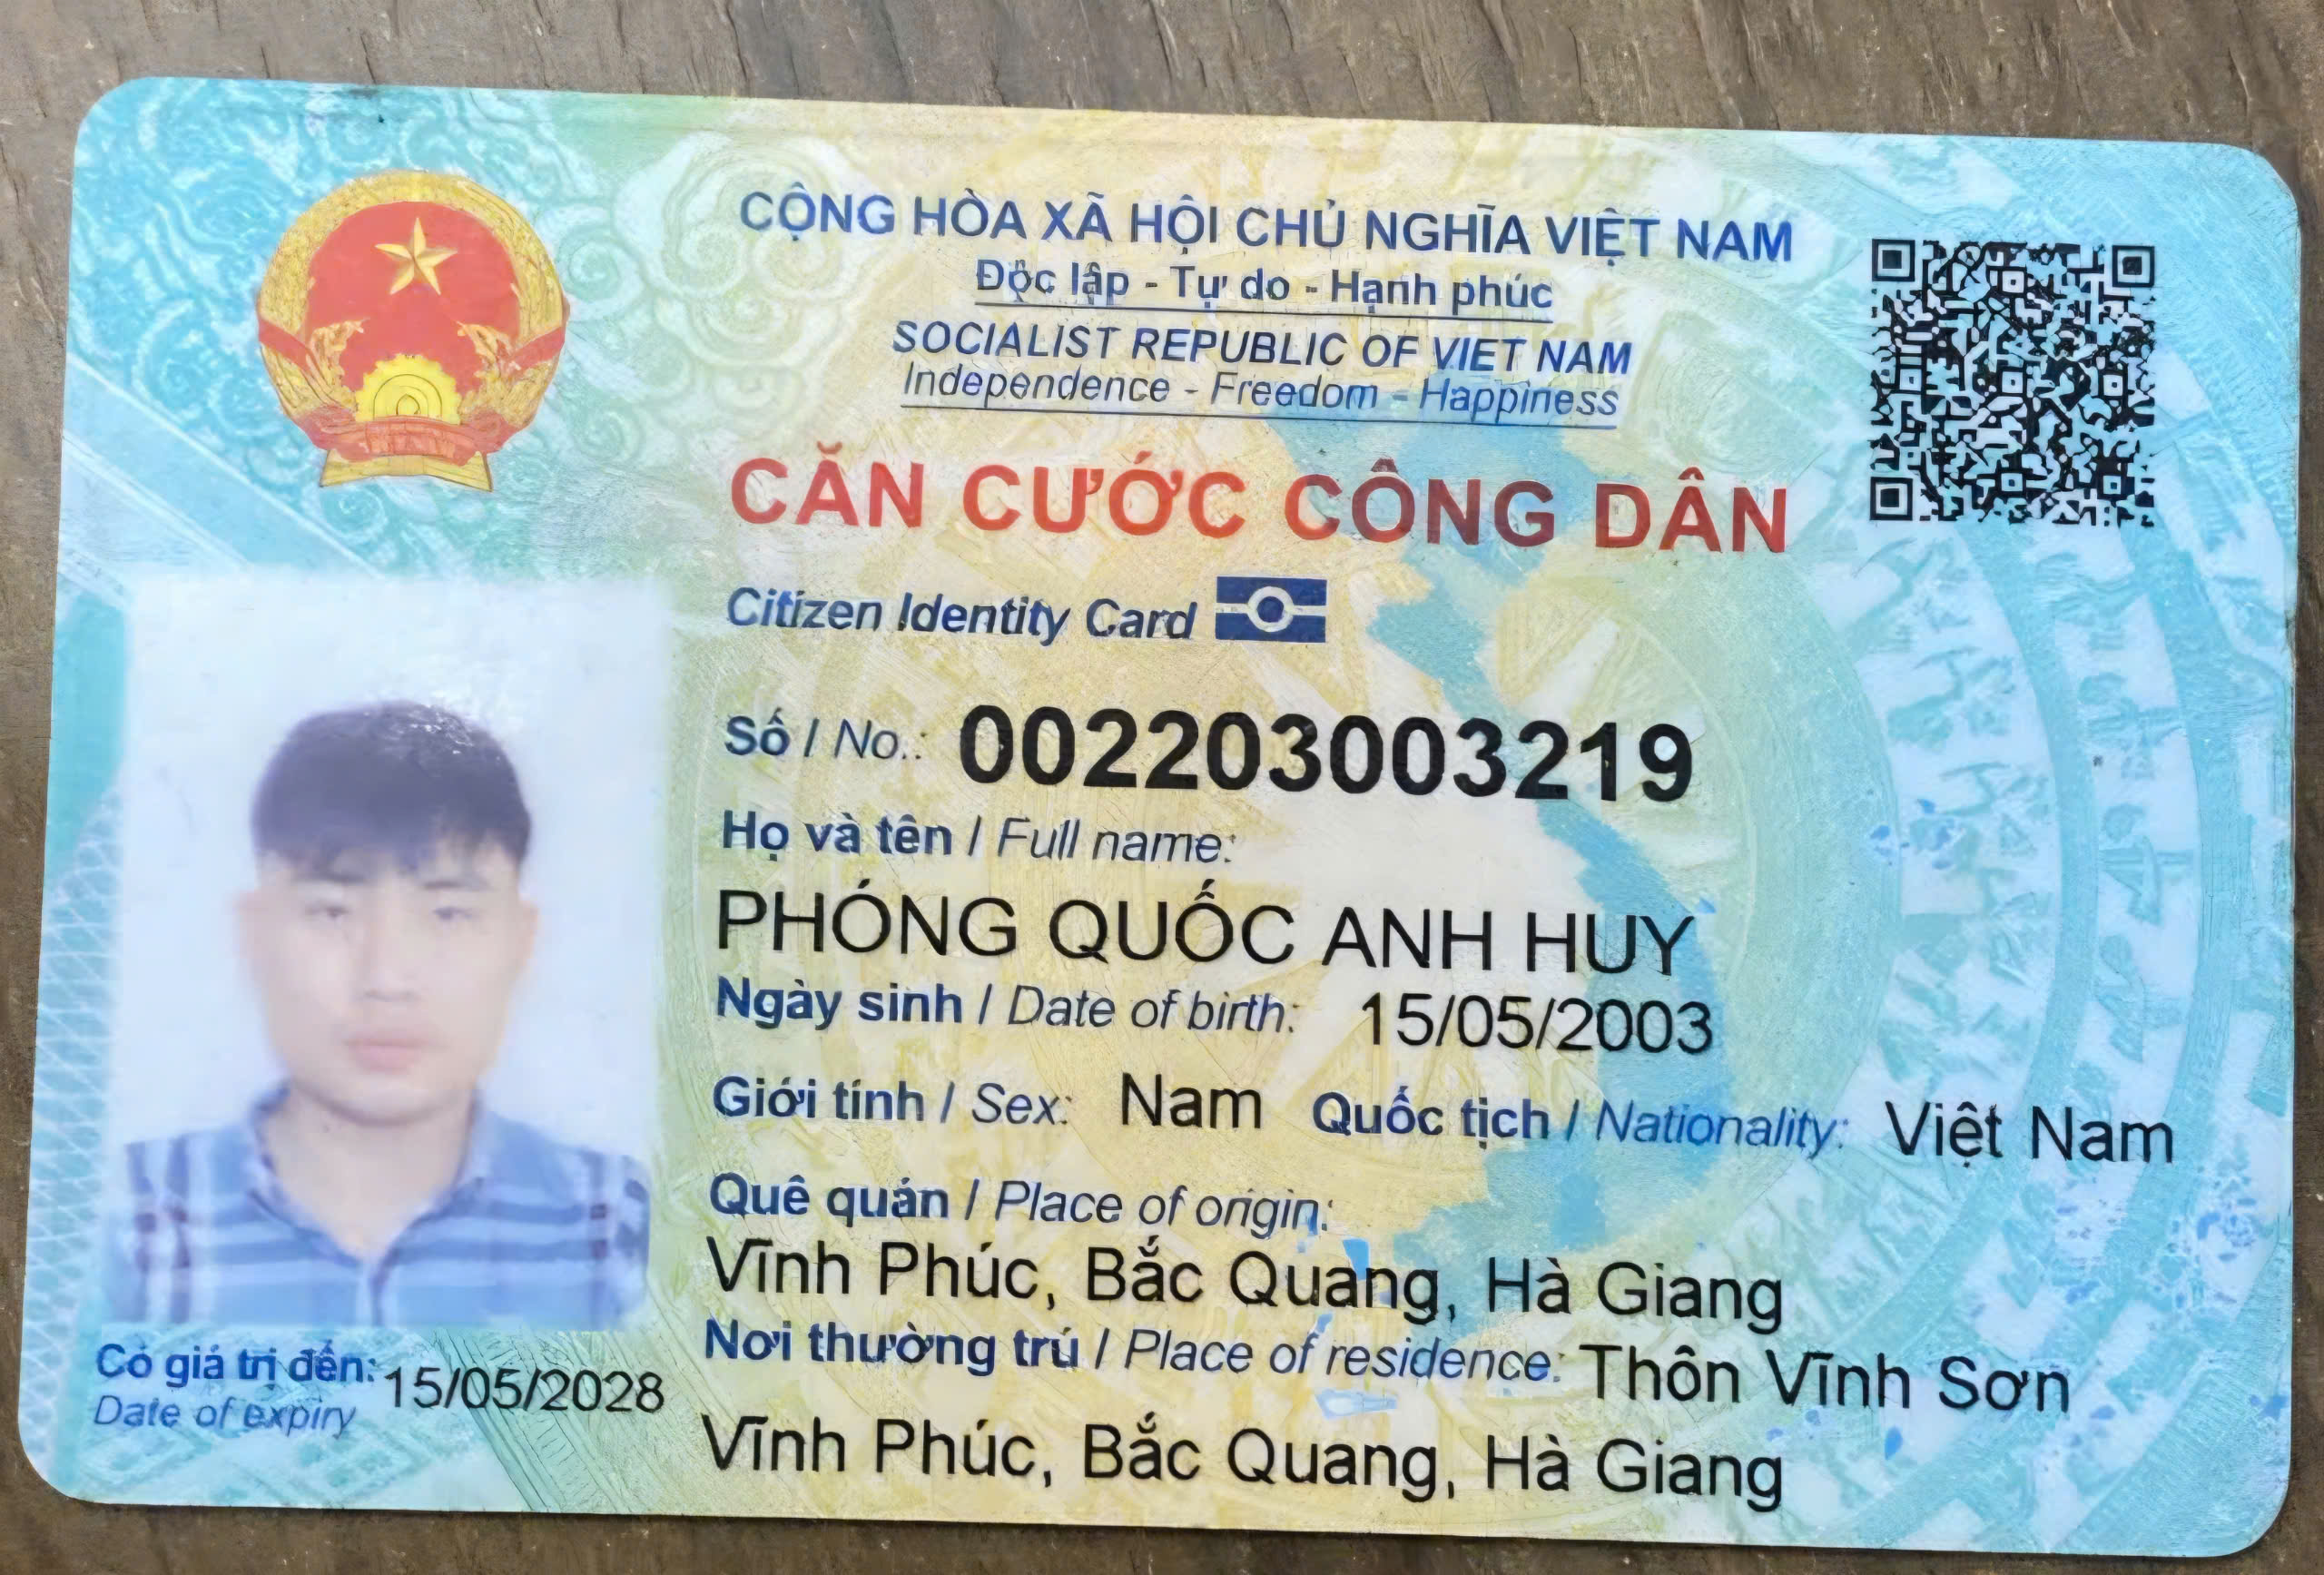 CỘNG HÒA XÃ HỘI CHỦ NGHĨA VIỆT NAM
Độc lập - Tự do - Hạnh phúc
SOCIALIST REPUBLIC OF VIET NAM
Independence - Freedom - Happiness
CĂN CƯỚC CÔNG DÂN
Citizen Identity Card
Số / No.: 002203003219
Họ và tên / Full name:
PHÓNG QUỐC ANH HUY
Ngày sinh / Date of birth: 15/05/2003
Giới tính / Sex: Nam Quốc tịch / Nationality: Việt Nam
Quê quán / Place of origin:
Vĩnh Phúc, Bắc Quang, Hà Giang
Nơi thường trú / Place of residence: Thôn Vĩnh Sơn
Vĩnh Phúc, Bắc Quang, Hà Giang
Có giá trị đến: 15/05/2028
Date of expiry